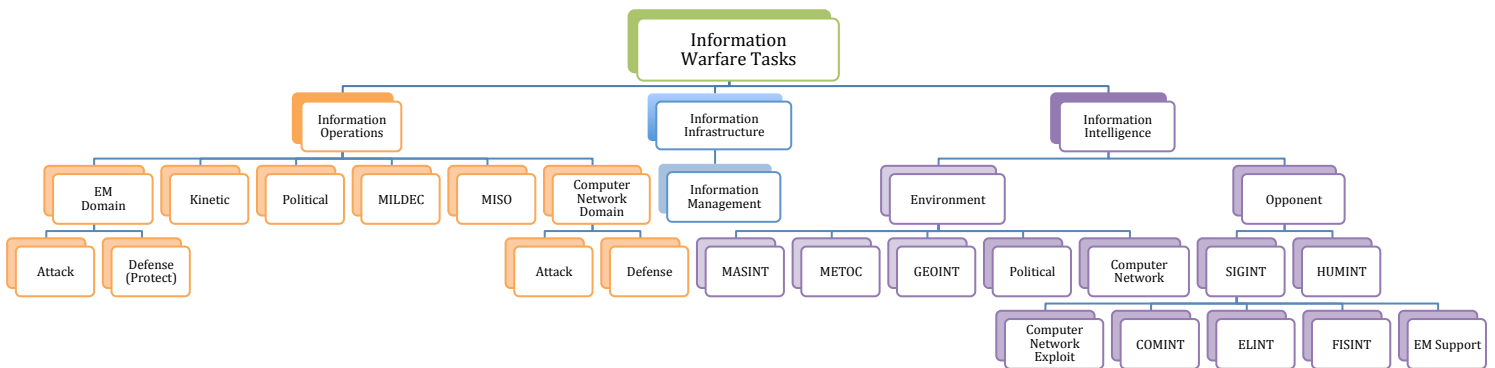 Information
Warfare Tasks
Information
Operations
Information
Infrastructure
Information
Intelligence
EM
Domain
Kinetic
Political
MILDEC
MISO
Computer
Network
Domain
Information
Management
Environment
Opponent
Attack
Defense
(Protect)
Attack
Defense
MASINT
METOC
GEOINT
Political
Computer
Network
SIGINT
HUMINT
Computer
Network
Exploit
COMINT
ELINT
FISINT
EM Support